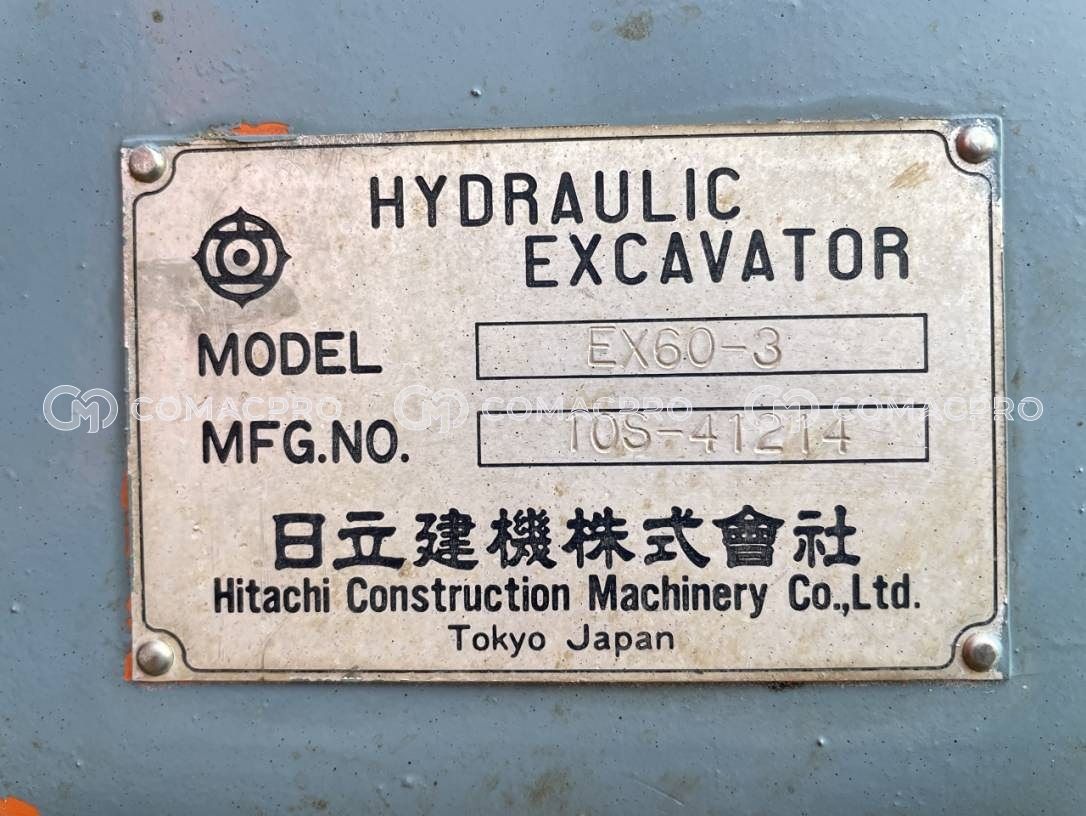 HYDRAULIC
EXCAVATOR
MODEL EX60-3
COMACPRO COMACPRO COMACPRO
MFG.NO. 10S-41214
日立建機株式會社
Hitachi Construction Machinery Co.,Ltd.
Tokyo Japan